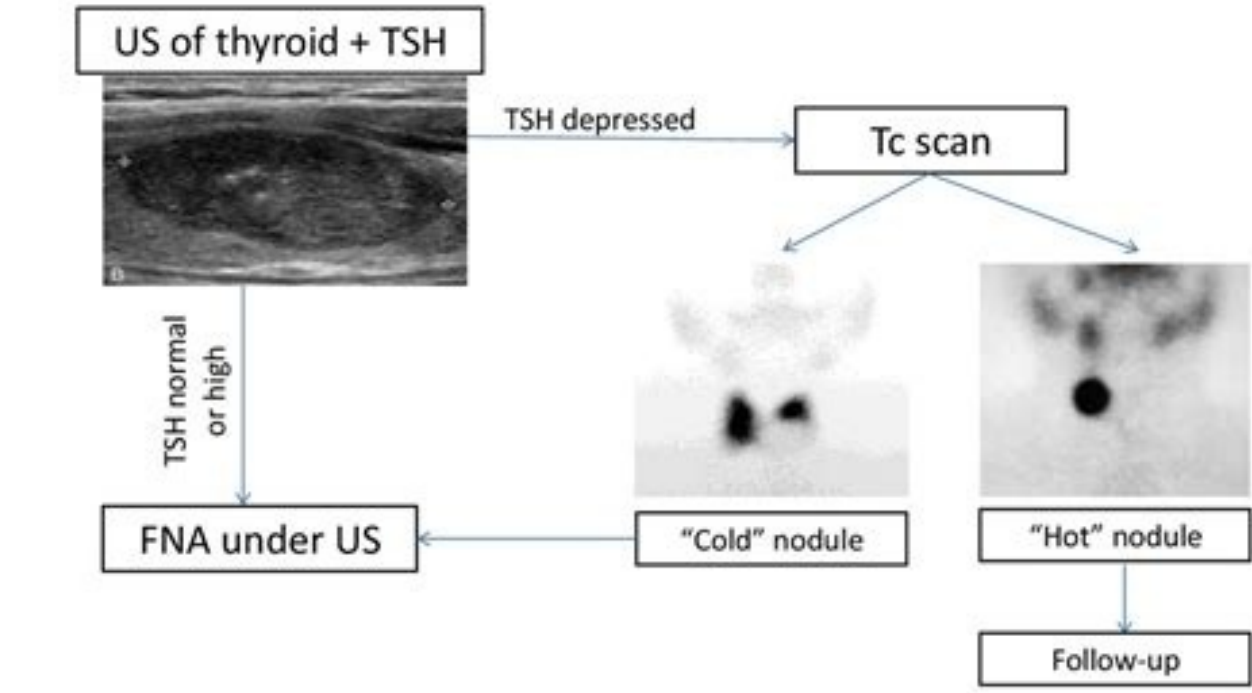 US of thyroid + TSH
TSH depressed
Tc scan
B
TSH normal
or high
FNA under US
“Cold” nodule
“Hot” nodule
Follow-up